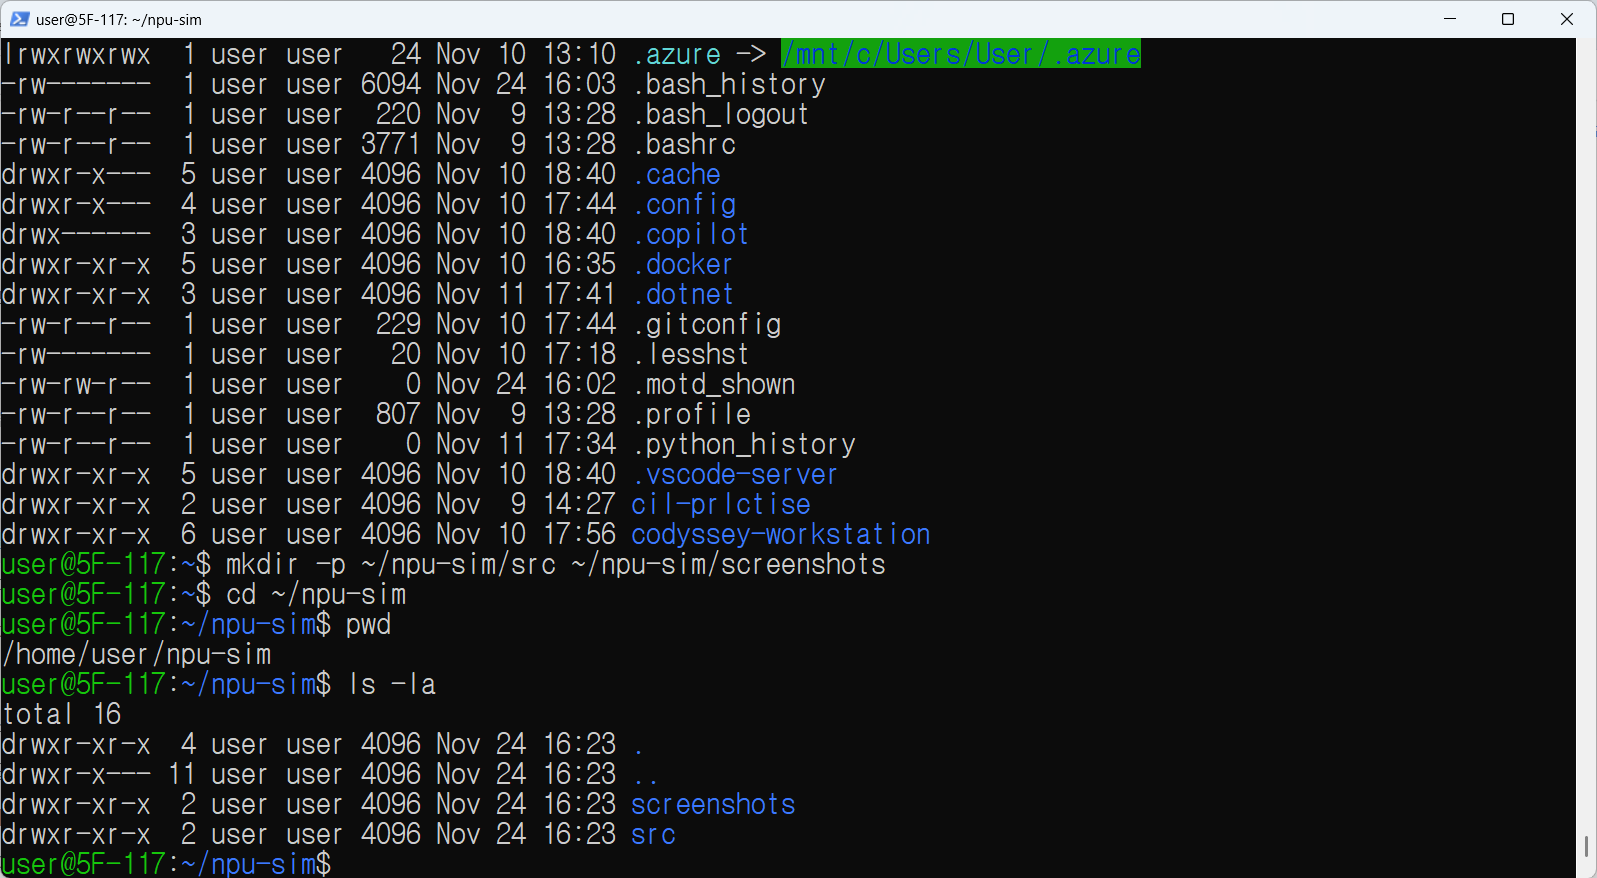 user@5F-117: ~/npu-sim
lrwxrwxrwx  1 user user   24 Nov 10 13:10 .azure -> /mnt/c/Users/User/.azure
-rw-------  1 user user 6094 Nov 24 16:03 .bash_history
-rw-r--r--  1 user user  220 Nov  9 13:28 .bash_logout
-rw-r--r--  1 user user 3771 Nov  9 13:28 .bashrc
drwxr-x---  5 user user 4096 Nov 10 18:40 .cache
drwxr-x---  4 user user 4096 Nov 10 17:44 .config
drwx------  3 user user 4096 Nov 10 18:40 .copilot
drwxr-xr-x  5 user user 4096 Nov 10 16:35 .docker
drwxr-xr-x  3 user user 4096 Nov 11 17:41 .dotnet
-rw-r--r--  1 user user  229 Nov 10 17:44 .gitconfig
-rw-------  1 user user   20 Nov 10 17:18 .lesshst
-rw-rw-r--  1 user user    0 Nov 24 16:02 .motd_shown
-rw-r--r--  1 user user  807 Nov  9 13:28 .profile
-rw-r--r--  1 user user    0 Nov 11 17:34 .python_history
drwxr-xr-x  5 user user 4096 Nov 10 18:40 .vscode-server
drwxr-xr-x  2 user user 4096 Nov  9 14:27 cil-prlctise
drwxr-xr-x  6 user user 4096 Nov 10 17:56 codyssey-workstation
user@5F-117:~$ mkdir -p ~/npu-sim/src ~/npu-sim/screenshots
user@5F-117:~$ cd ~/npu-sim
user@5F-117:~/npu-sim$ pwd
/home/user/npu-sim
user@5F-117:~/npu-sim$ ls -la
total 16
drwxr-xr-x  4 user user 4096 Nov 24 16:23 .
drwxr-x--- 11 user user 4096 Nov 24 16:23 ..
drwxr-xr-x  2 user user 4096 Nov 24 16:23 screenshots
drwxr-xr-x  2 user user 4096 Nov 24 16:23 src
user@5F-117:~/npu-sim$